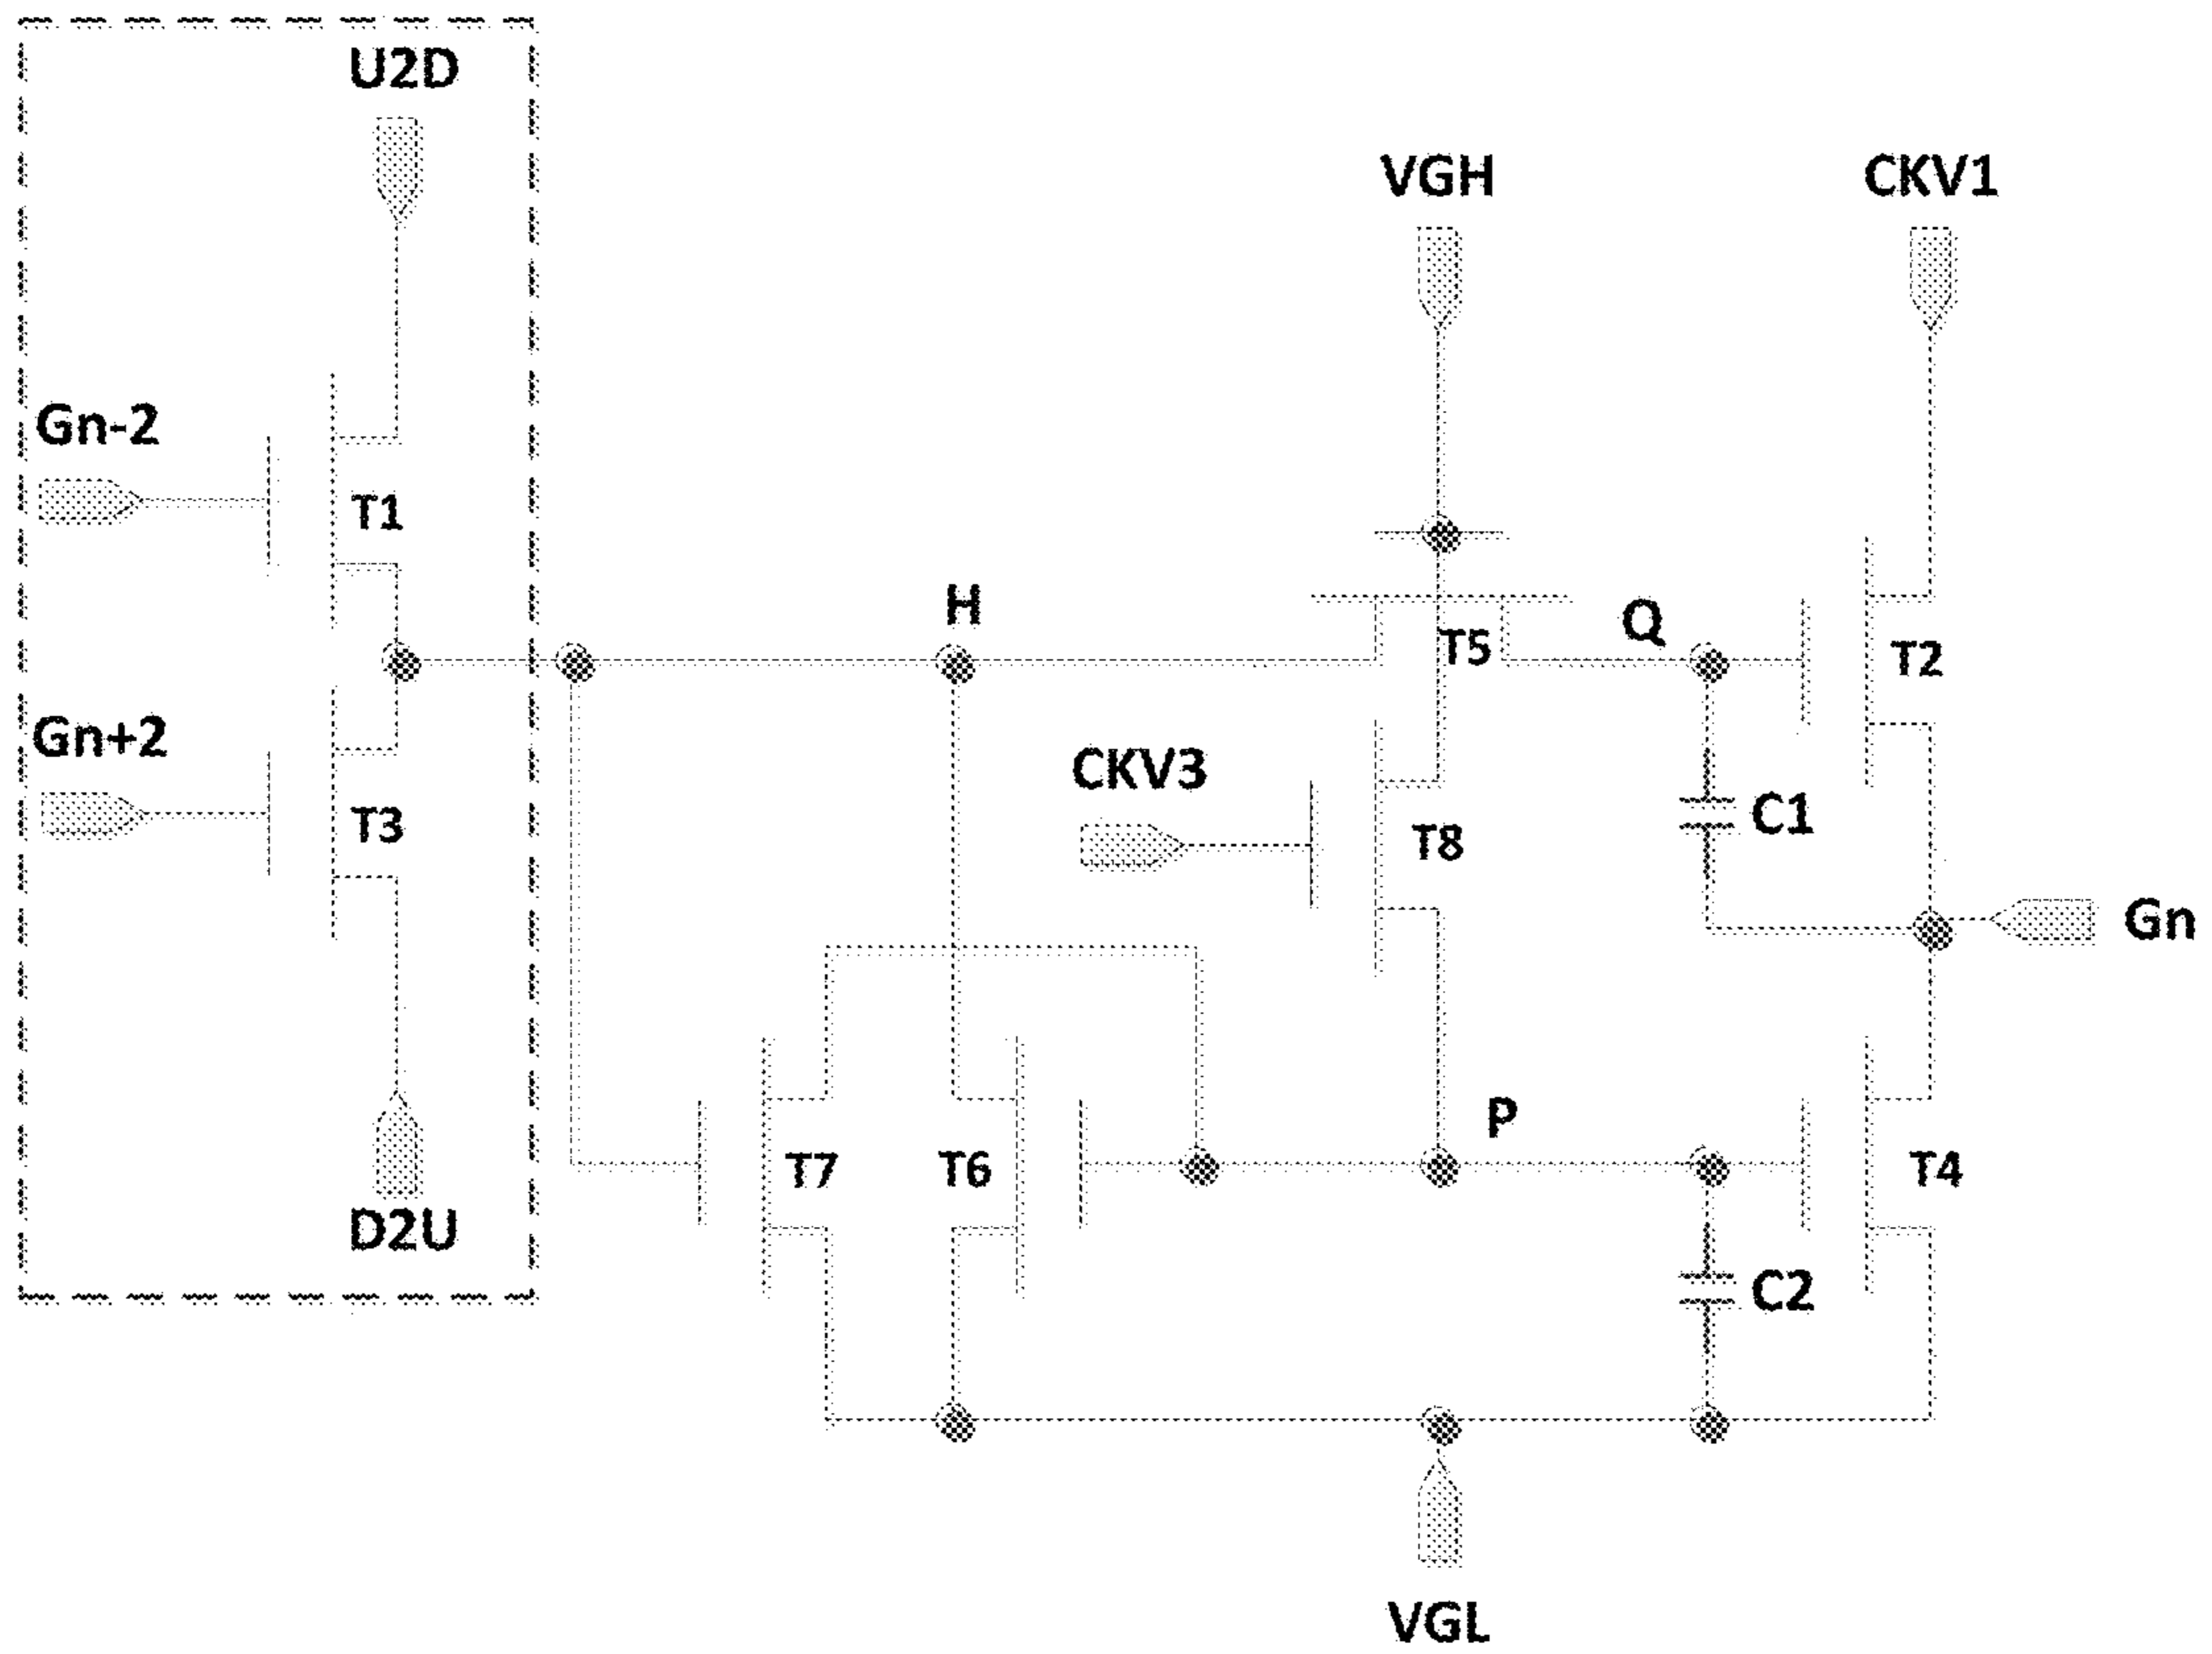 U2D
VGH
CKV1
Gn-2
T1
H
T5
Q
T2
Gn+2
T3
CKV3
T8
C1
Gn
P
T7
T6
T4
D2U
C2
VGL